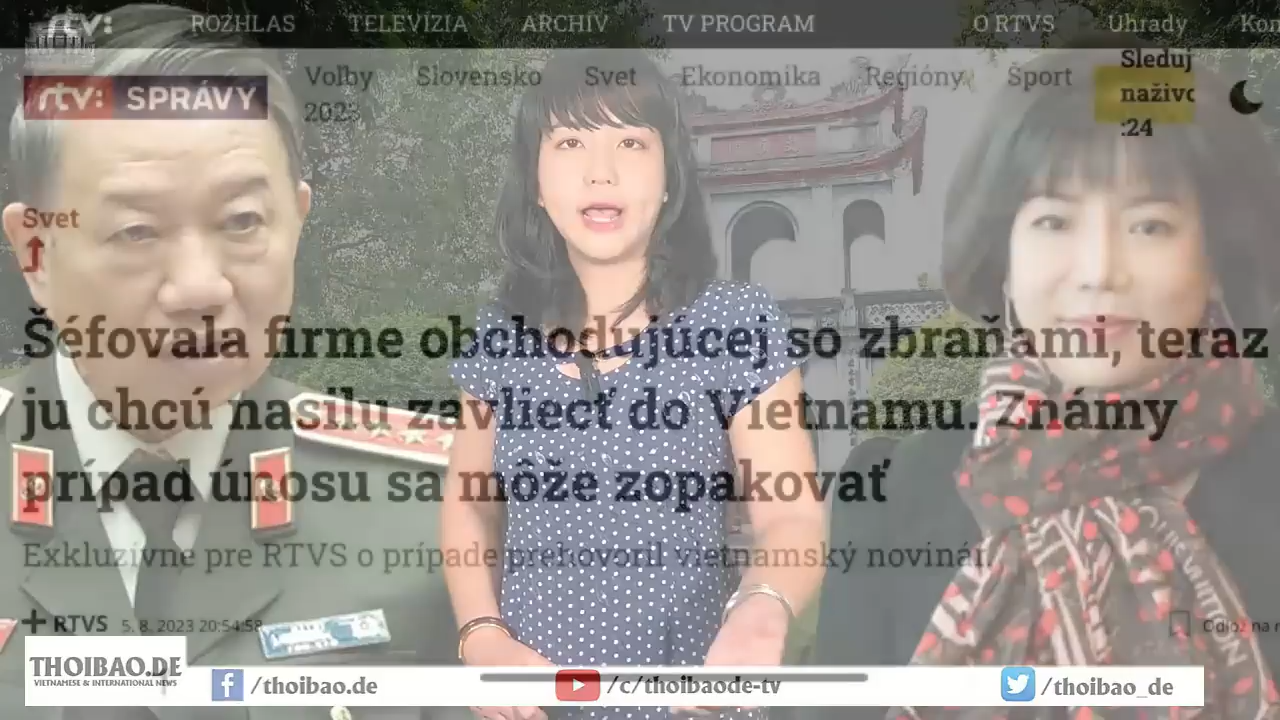 rtv: ROZHLAS TELEVÍZIA ARCHÍV TV PROGRAM O RTVS Úhrady
rtv: SPRÁVY Voľby 2023 Slovensko Svet Ekonomika Regióny Šport Sleduj naživo :24
Svet
Šéfovala firme obchodujúcej so zbraňami, teraz
ju chcú nasilu zavliecť do Vietnamu. Známy
prípad únosu sa môže zopakovať
Exkluzívne pre RTVS o prípade prehovoril vietnamský novinár.
+ RTVS 5. 8. 2023 20:54:58
THOIBAO.DE
VIETNAMESE & INTERNATIONAL NEWS
/thoibao.de /c/thoibaode-tv /thoibao_de